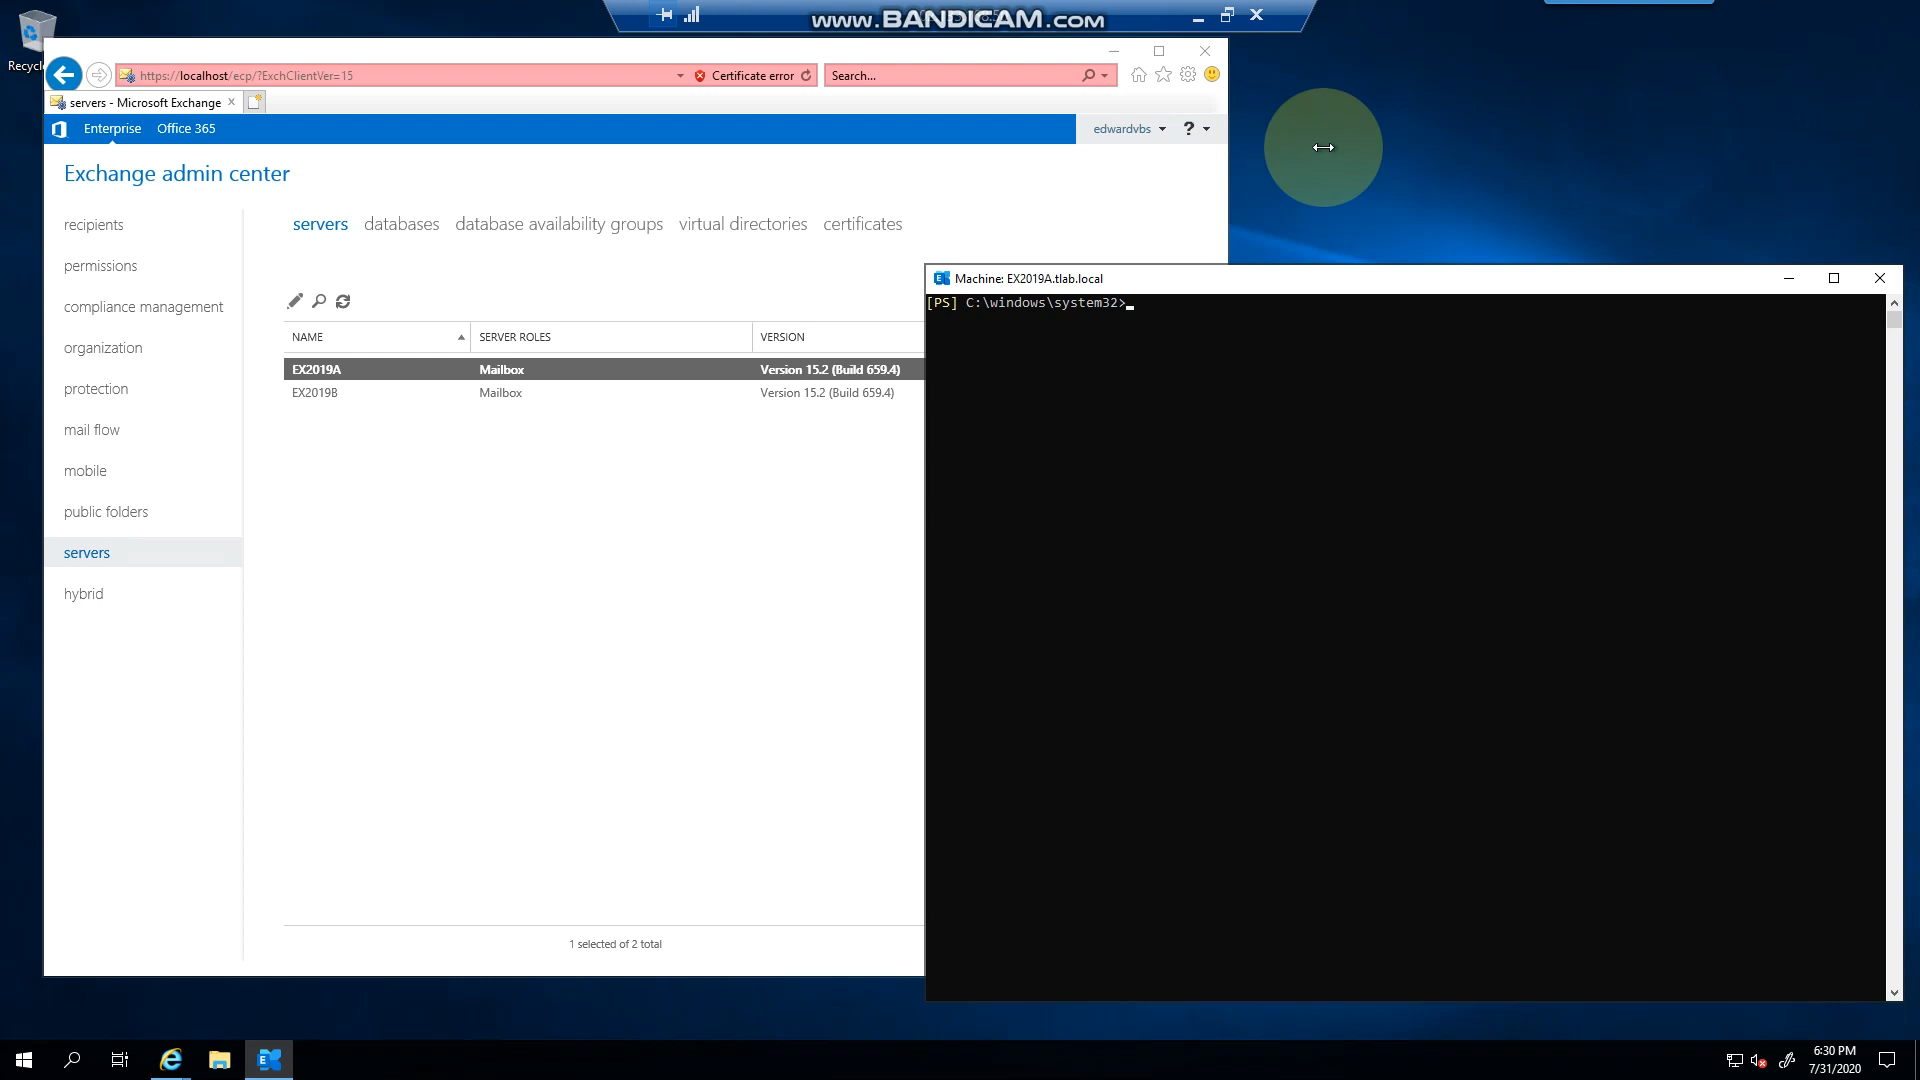 www.BANDICAM.com
Recycl
https://localhost/ecp/?ExchClientVer=15
Certificate error
Search...
servers - Microsoft Exchange
Enterprise
Office 365
edwardvbs
?
Exchange admin center
recipients
permissions
compliance management
organization
protection
mail flow
mobile
public folders
servers
hybrid
servers
databases
database availability groups
virtual directories
certificates
NAME
SERVER ROLES
VERSION
EX2019A
Mailbox
Version 15.2 (Build 659.4)
EX2019B
Mailbox
Version 15.2 (Build 659.4)
1 selected of 2 total
Machine: EX2019A.tlab.local
[PS] C:\windows\system32>
6:30 PM
7/31/2020